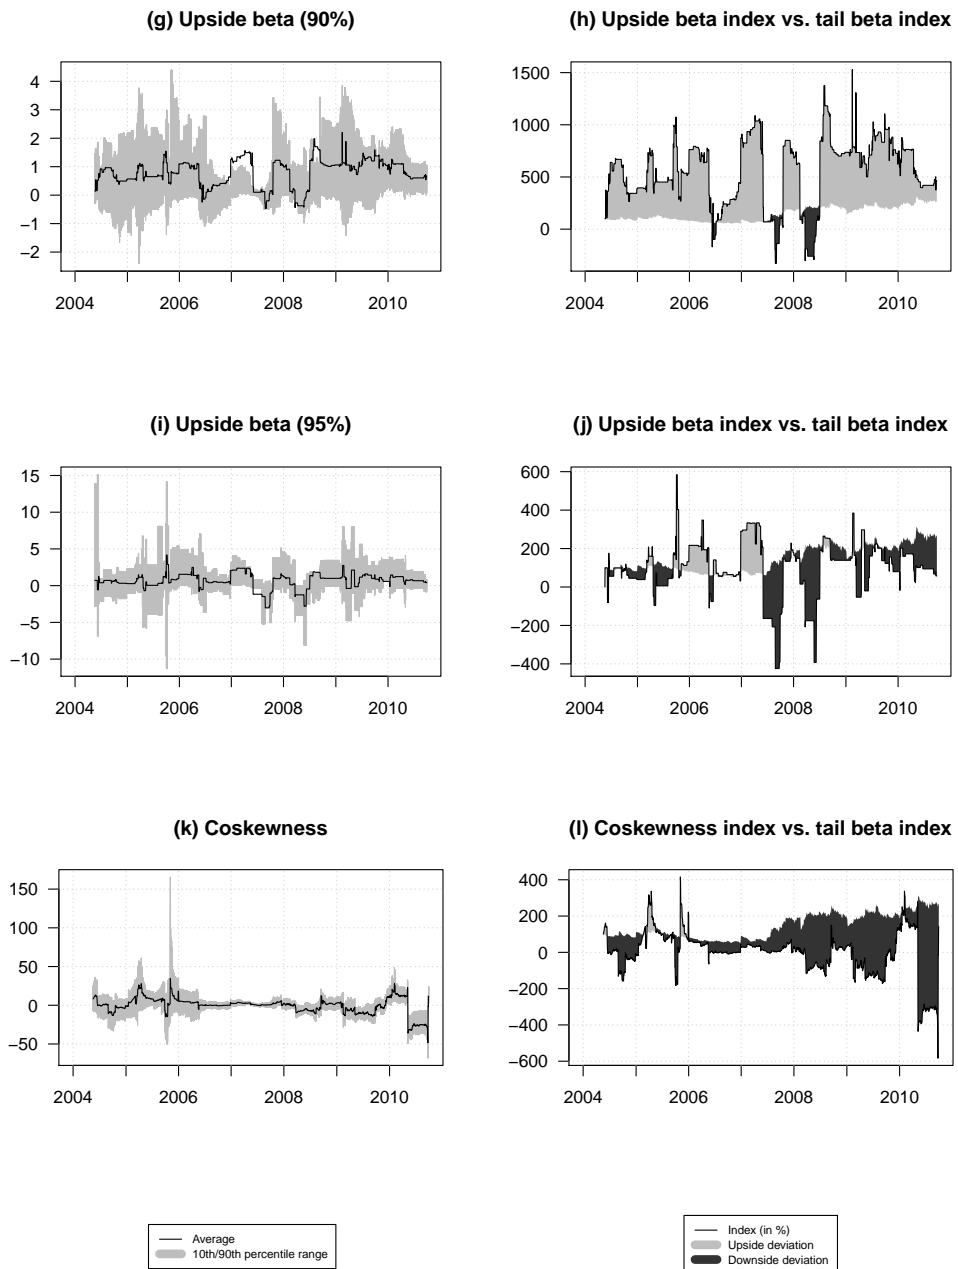 (g) Upside beta (90%)
4
3
2
1
0
−1
−2
2004 2006 2008 2010
(h) Upside beta index vs. tail beta index
1500
1000
500
0
2004 2006 2008 2010
(i) Upside beta (95%)
15
10
5
0
−5
−10
2004 2006 2008 2010
(j) Upside beta index vs. tail beta index
600
400
200
0
−200
−400
2004 2006 2008 2010
(k) Coskewness
150
100
50
0
−50
2004 2006 2008 2010
(l) Coskewness index vs. tail beta index
400
200
0
−200
−400
−600
2004 2006 2008 2010
Average
10th/90th percentile range
Index (in %)
Upside deviation
Downside deviation